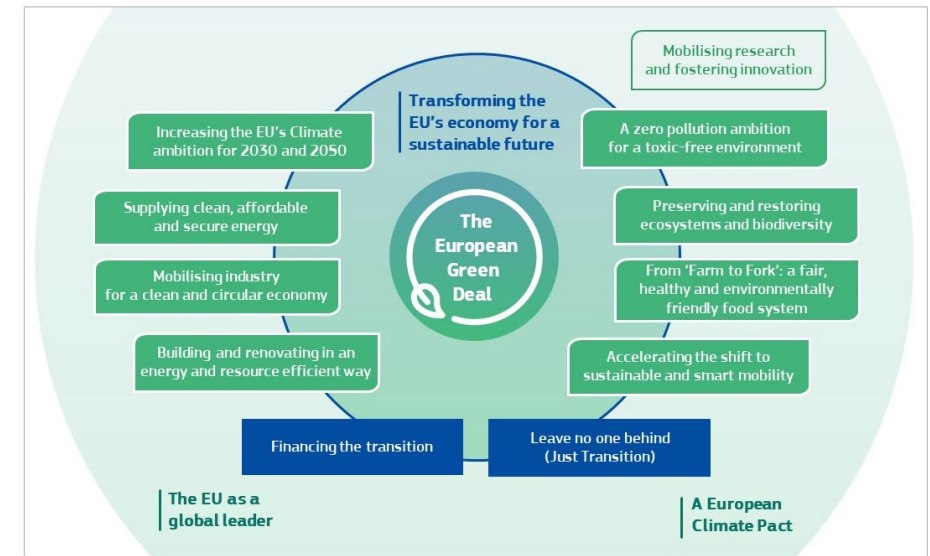 Mobilising research
and fostering innovation
Transforming the
EU's economy for a
sustainable future
Increasing the EU's Climate
ambition for 2030 and 2050
A zero pollution ambition
for a toxic-free environment
Supplying clean, affordable
and secure energy
Preserving and restoring
ecosystems and biodiversity
The
European
Green
Deal
Mobilising industry
for a clean and circular economy
From 'Farm to Fork': a fair,
healthy and environmentally
friendly food system
Building and renovating in an
energy and resource efficient way
Accelerating the shift to
sustainable and smart mobility
Financing the transition
Leave no one behind
(Just Transition)
The EU as a
global leader
A European
Climate Pact